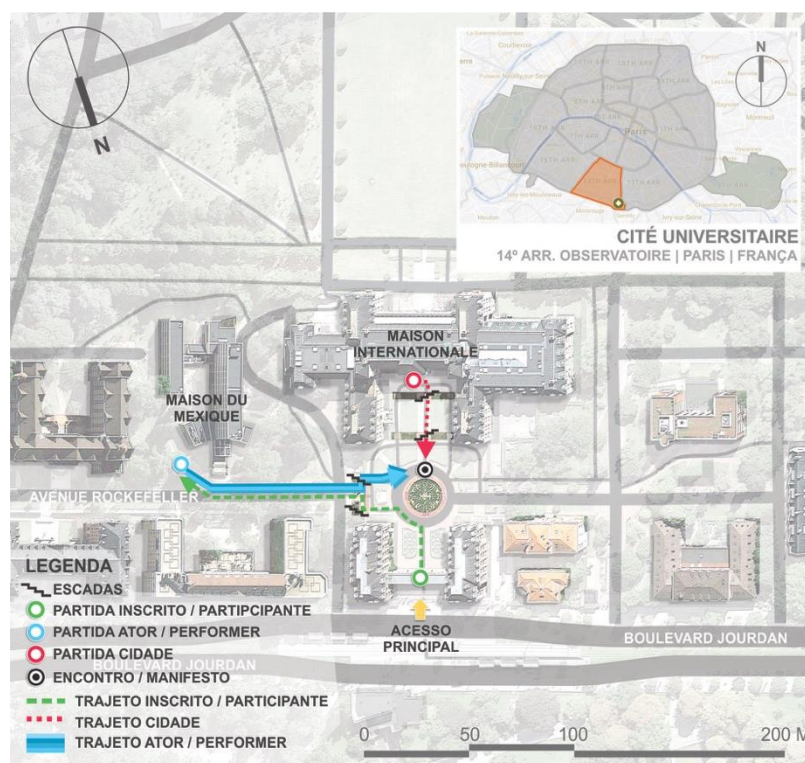 N
N
CITÉ UNIVERSITAIRE
14º ARR. OBSERVATOIRE | PARIS | FRANÇA
Paris
MAISON
INTERNATIONALE
MAISON DU
MEXIQUE
AVENUE ROCKEFELLER
LEGENDA
ESCADAS
PARTIDA INSCRITO / PARTIPCIPANTE
PARTIDA ATOR / PERFORMER
PARTIDA CIDADE
ENCONTRO / MANIFESTO
TRAJETO INSCRITO / PARTICIPANTE
TRAJETO CIDADE
TRAJETO ATOR / PERFORMER
ACESSO
PRINCIPAL
BOULEVARD JOURDAN
BOULEVARD JOURDAN
0 50 100 200 M